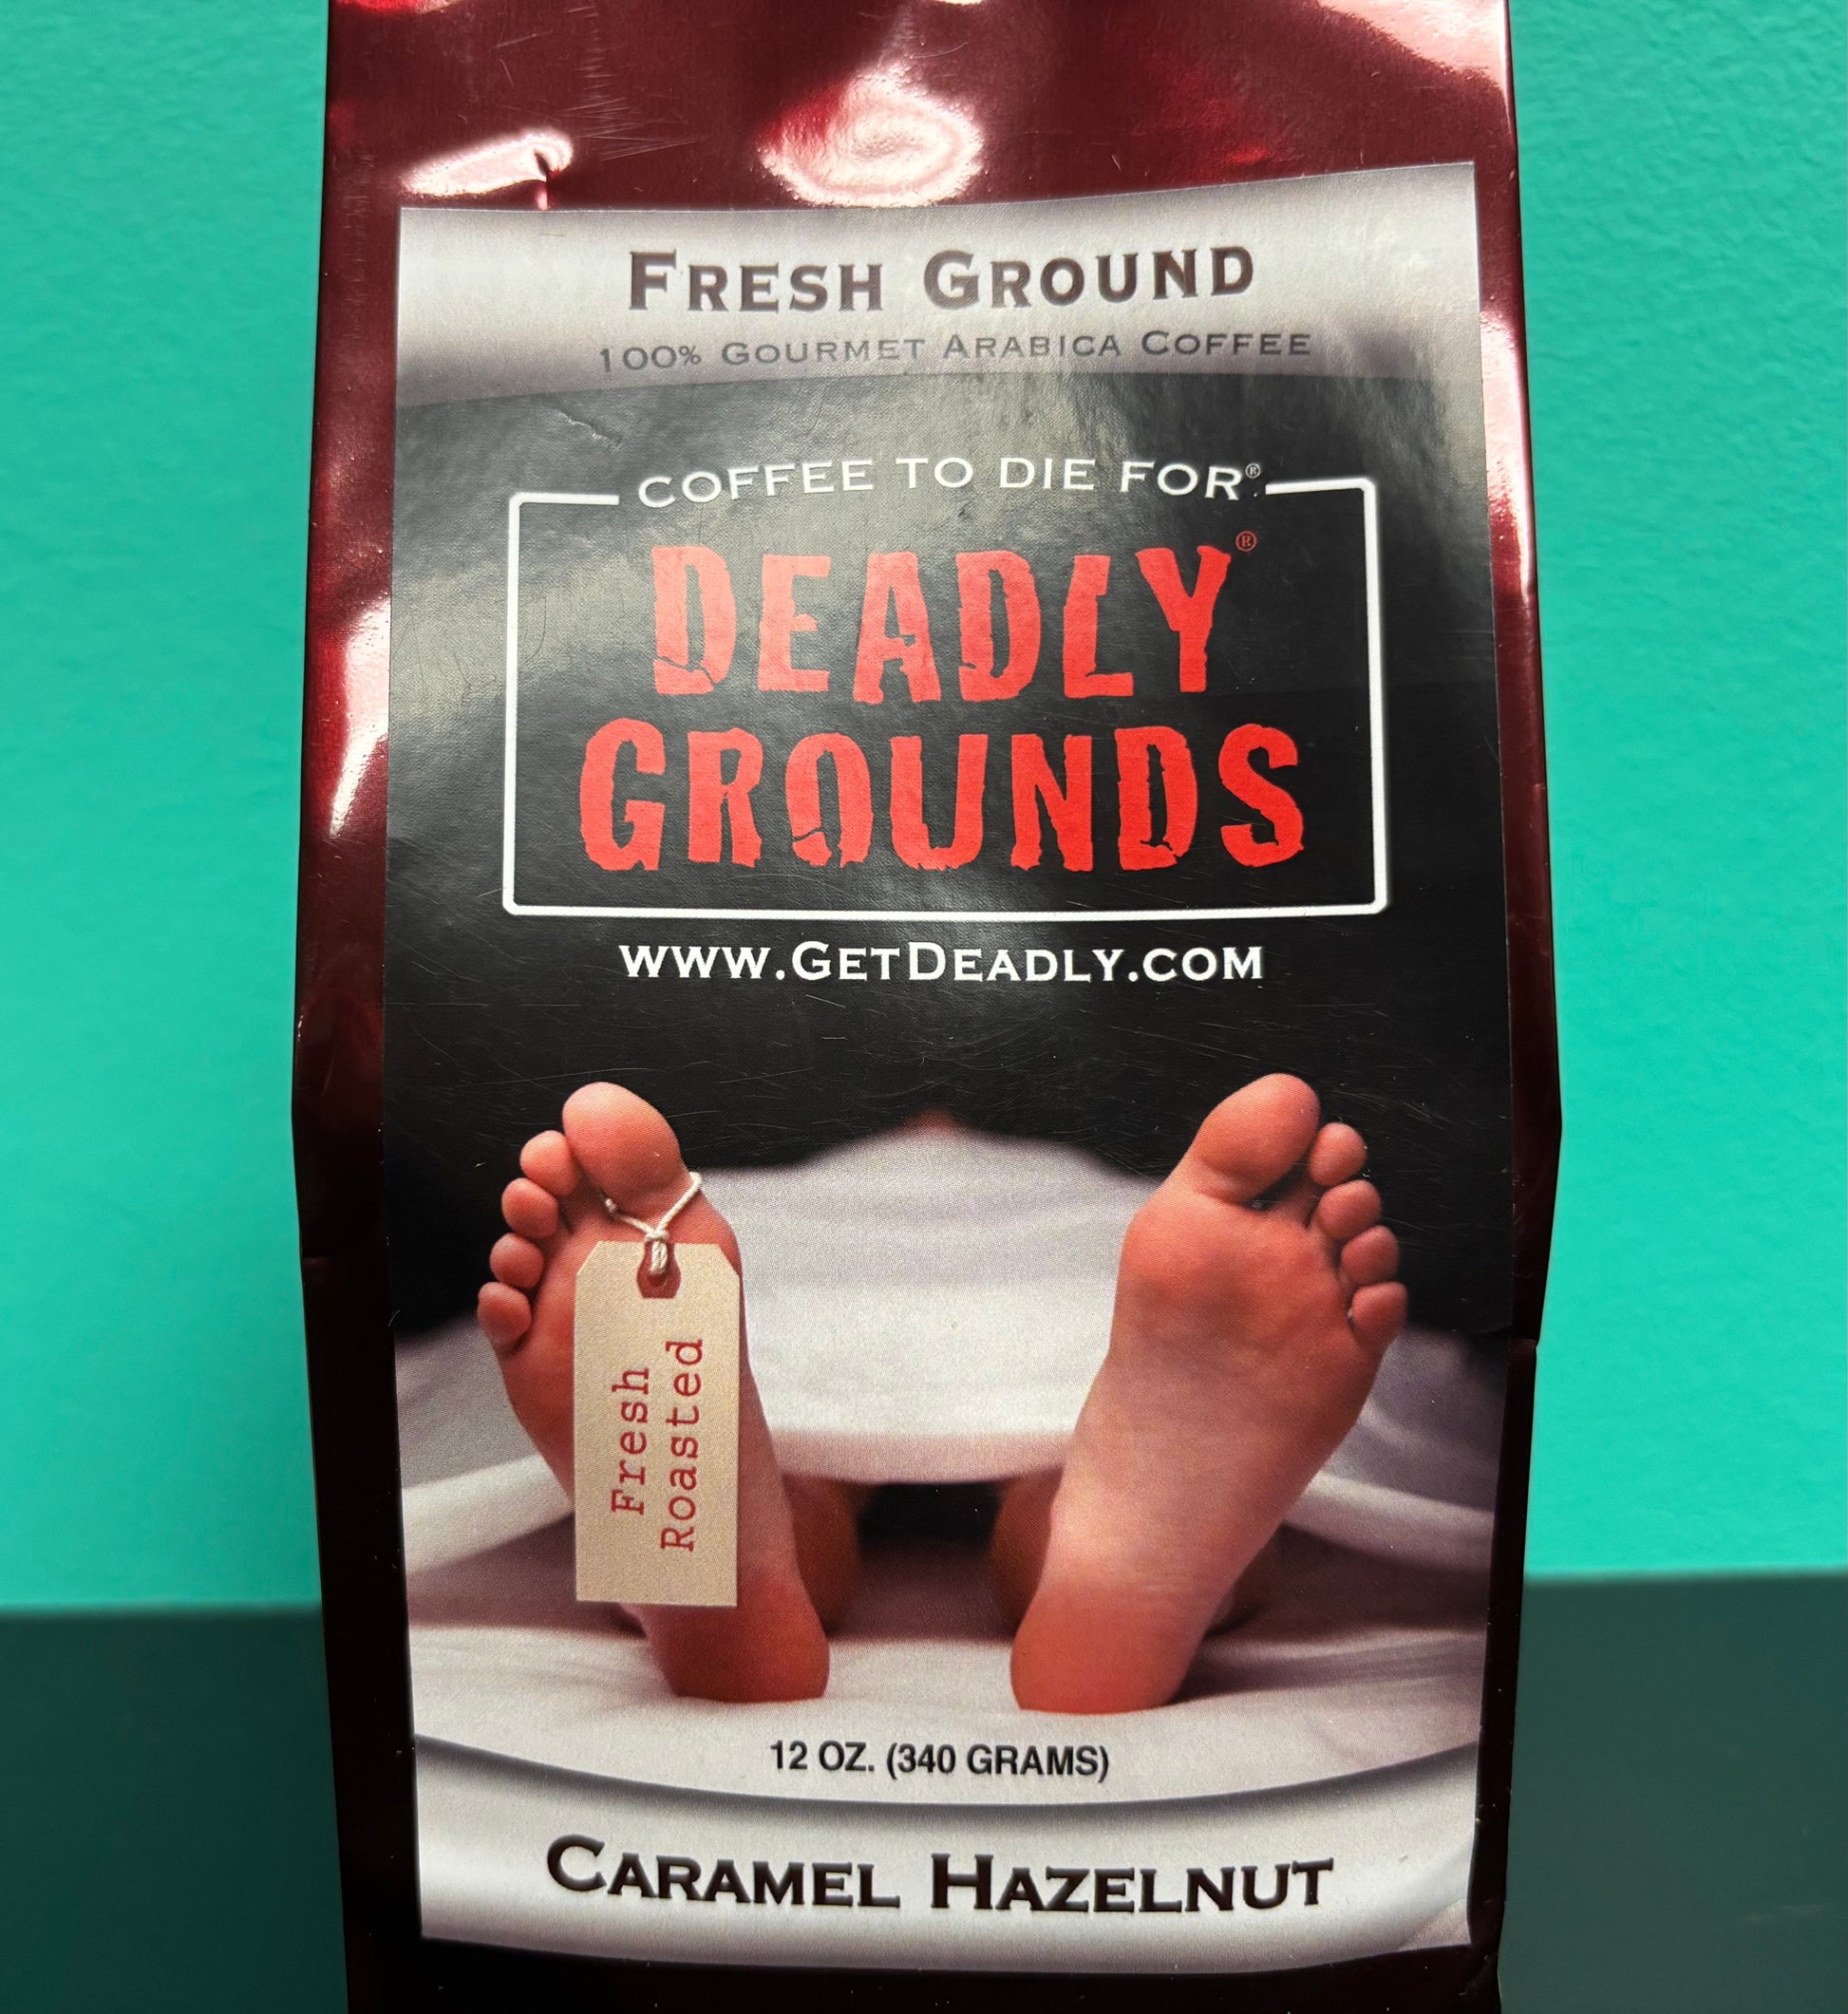 FRESH GROUND
100% GOURMET ARABICA COFFEE
COFFEE TO DIE FOR®
DEADLY®
GROUNDS
WWW.GETDEADLY.COM
Fresh
Roasted
12 OZ. (340 GRAMS)
CARAMEL HAZELNUT